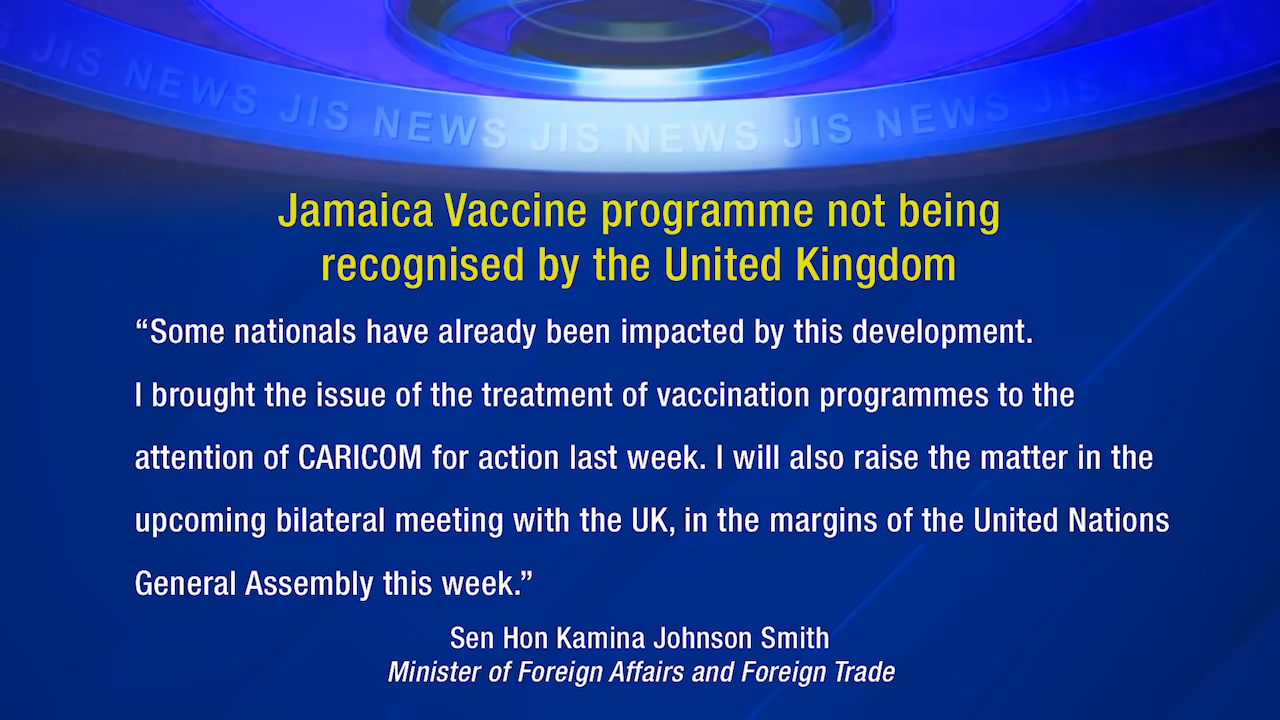 JIS NEWS JIS NEWS JIS NEWS JIS NEWS JIS
Jamaica Vaccine programme not being
recognised by the United Kingdom
“Some nationals have already been impacted by this development.
I brought the issue of the treatment of vaccination programmes to the
attention of CARICOM for action last week. I will also raise the matter in the
upcoming bilateral meeting with the UK, in the margins of the United Nations
General Assembly this week.”
Sen Hon Kamina Johnson Smith
Minister of Foreign Affairs and Foreign Trade